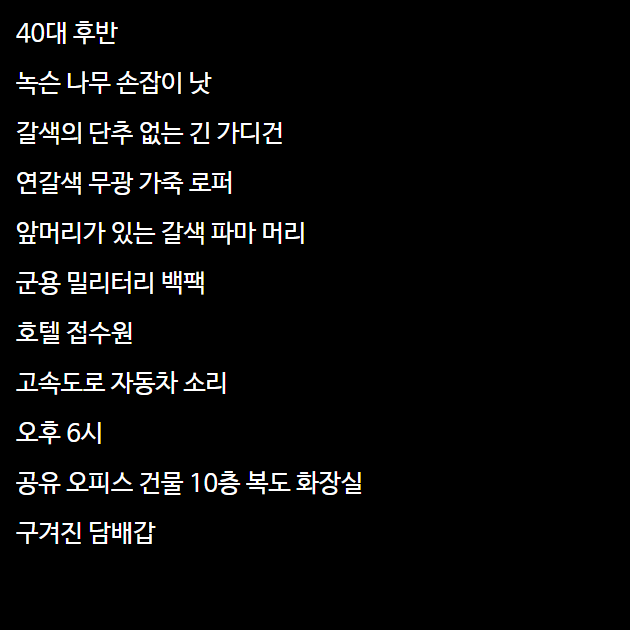 40대 후반
녹슨 나무 손잡이 낫
갈색의 단추 없는 긴 가디건
연갈색 무광 가죽 로퍼
앞머리가 있는 갈색 파마 머리
군용 밀리터리 백팩
호텔 접수원
고속도로 자동차 소리
오후 6시
공유 오피스 건물 10층 복도 화장실
구겨진 담배갑